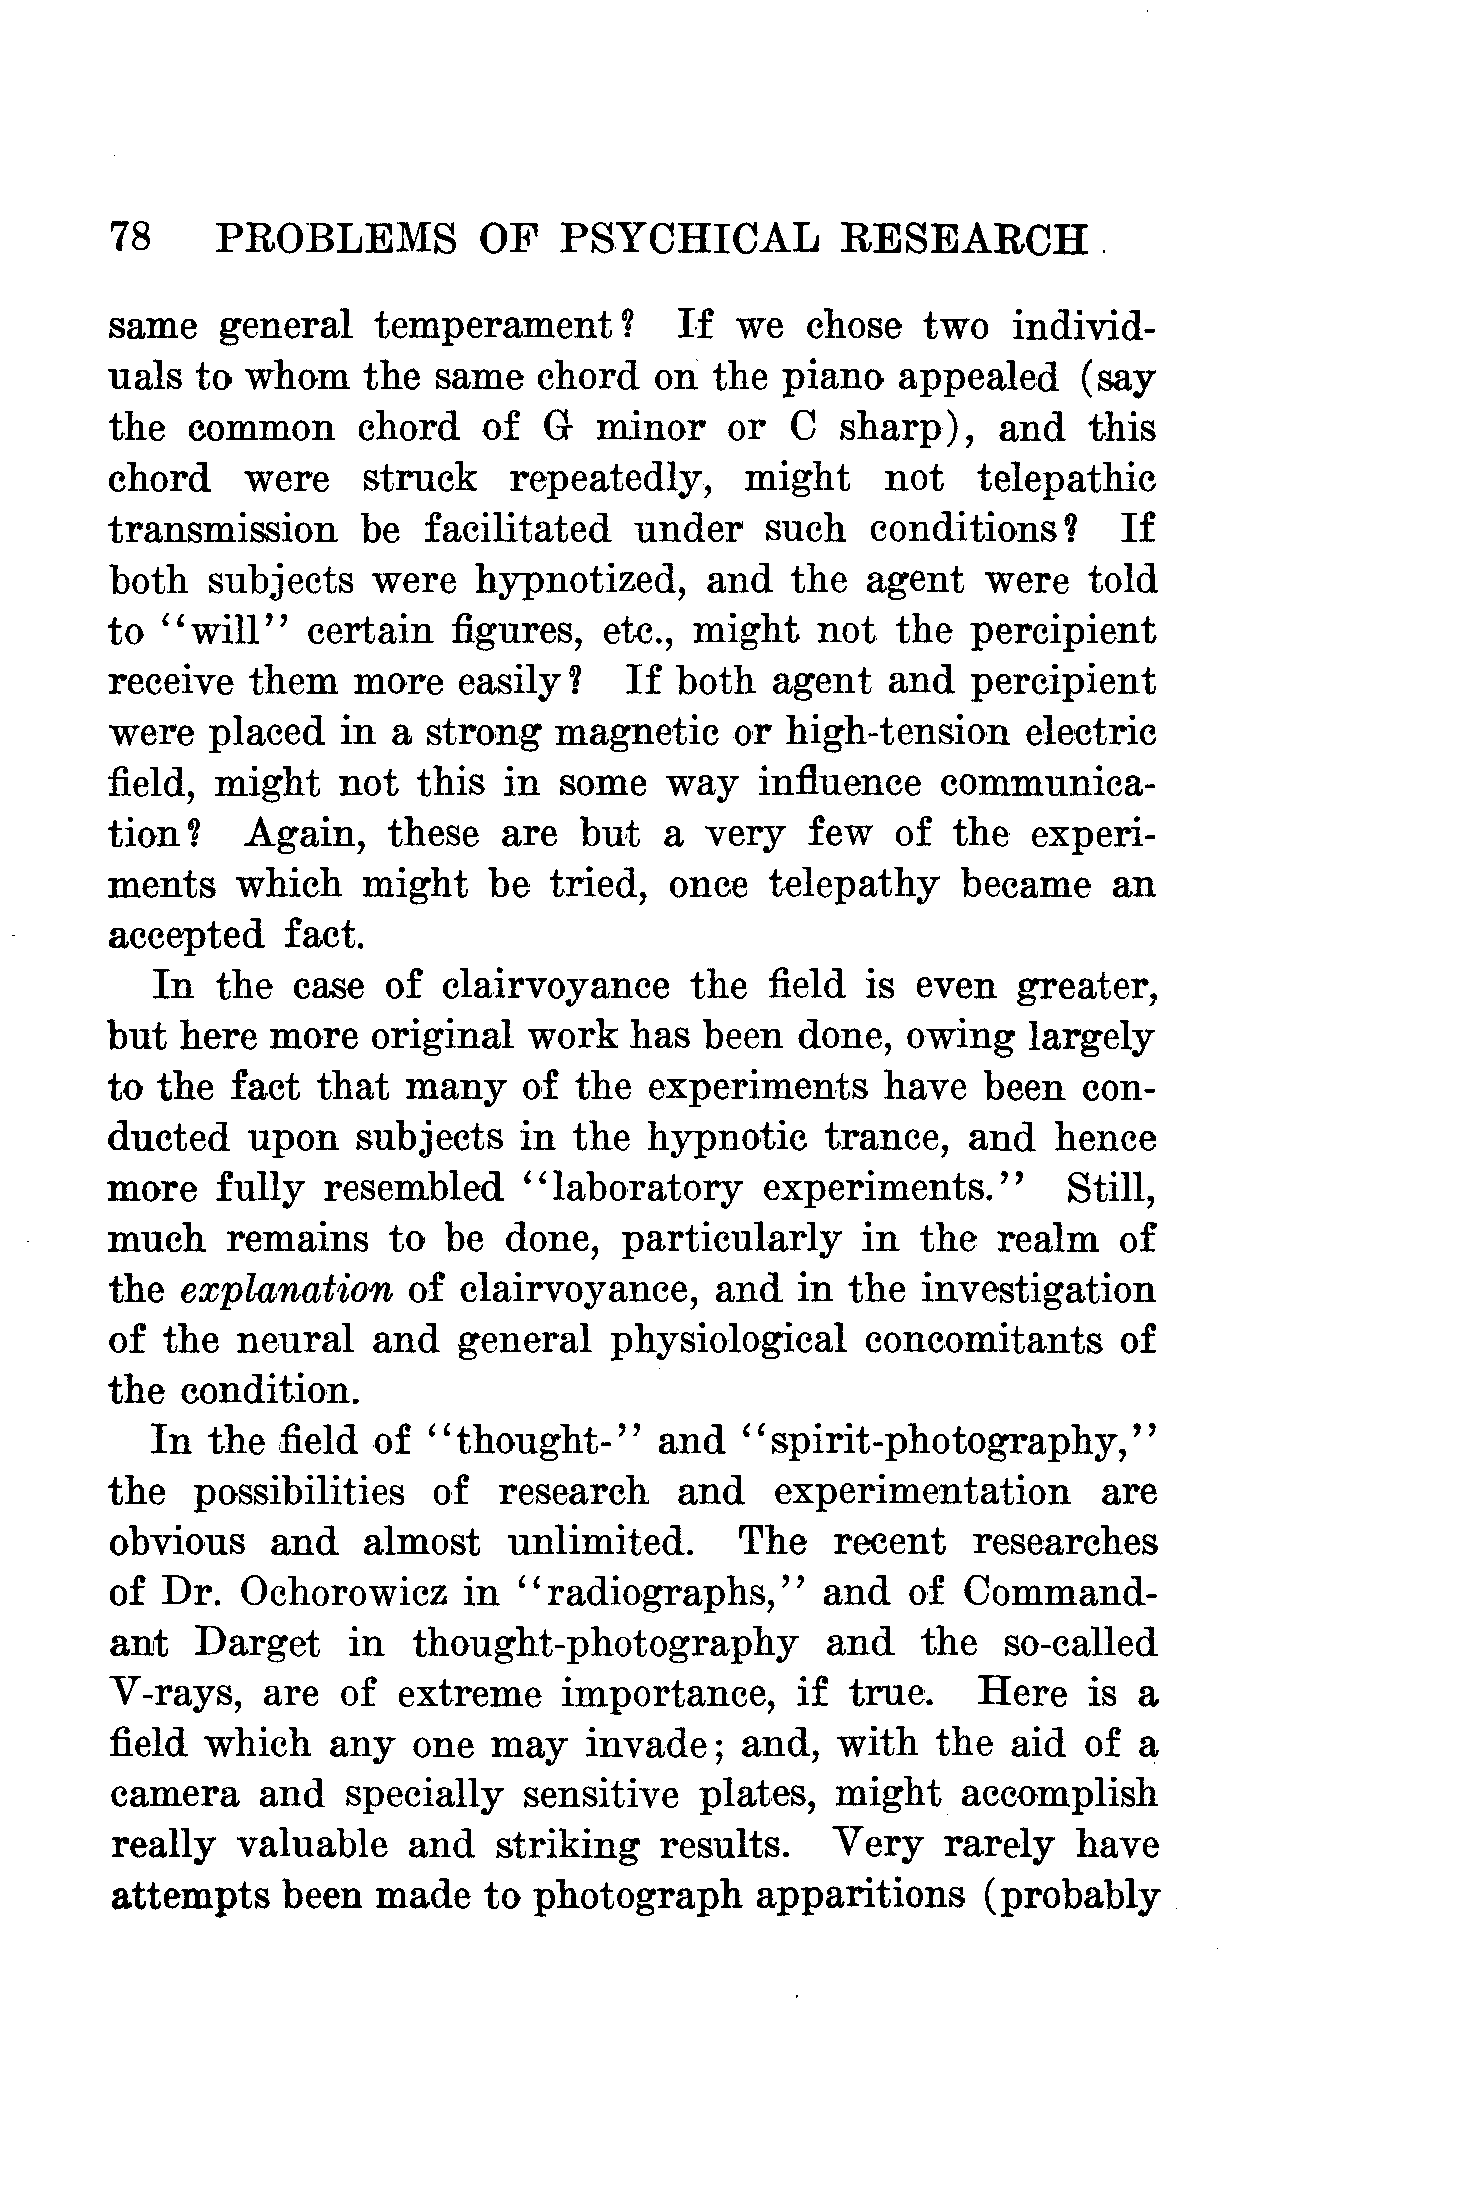 78 PROBLEMS OF PSYCHICAL RESEARCH
same general temperament? If we chose two individ-
uals to whom the same chord on the piano appealed (say
the common chord of G minor or C sharp), and this
chord were struck repeatedly, might not telepathic
transmission be facilitated under such conditions? If
both subjects were hypnotized, and the agent were told
to "will" certain figures, etc., might not the percipient
receive them more easily? If both agent and percipient
were placed in a strong magnetic or high-tension electric
field, might not this in some way influence communica-
tion? Again, these are but a very few of the experi-
ments which might be tried, once telepathy became an
accepted fact.
In the case of clairvoyance the field is even greater,
but here more original work has been done, owing largely
to the fact that many of the experiments have been con-
ducted upon subjects in the hypnotic trance, and hence
more fully resembled "laboratory experiments." Still,
much remains to be done, particularly in the realm of
the explanation of clairvoyance, and in the investigation
of the neural and general physiological concomitants of
the condition.
In the field of "thought-" and "spirit-photography,"
the possibilities of research and experimentation are
obvious and almost unlimited. The recent researches
of Dr. Ochorowicz in "radiographs," and of Command-
ant Darget in thought-photography and the so-called
V-rays, are of extreme importance, if true. Here is a
field which any one may invade; and, with the aid of a
camera and specially sensitive plates, might accomplish
really valuable and striking results. Very rarely have
attempts been made to photograph apparitions (probably